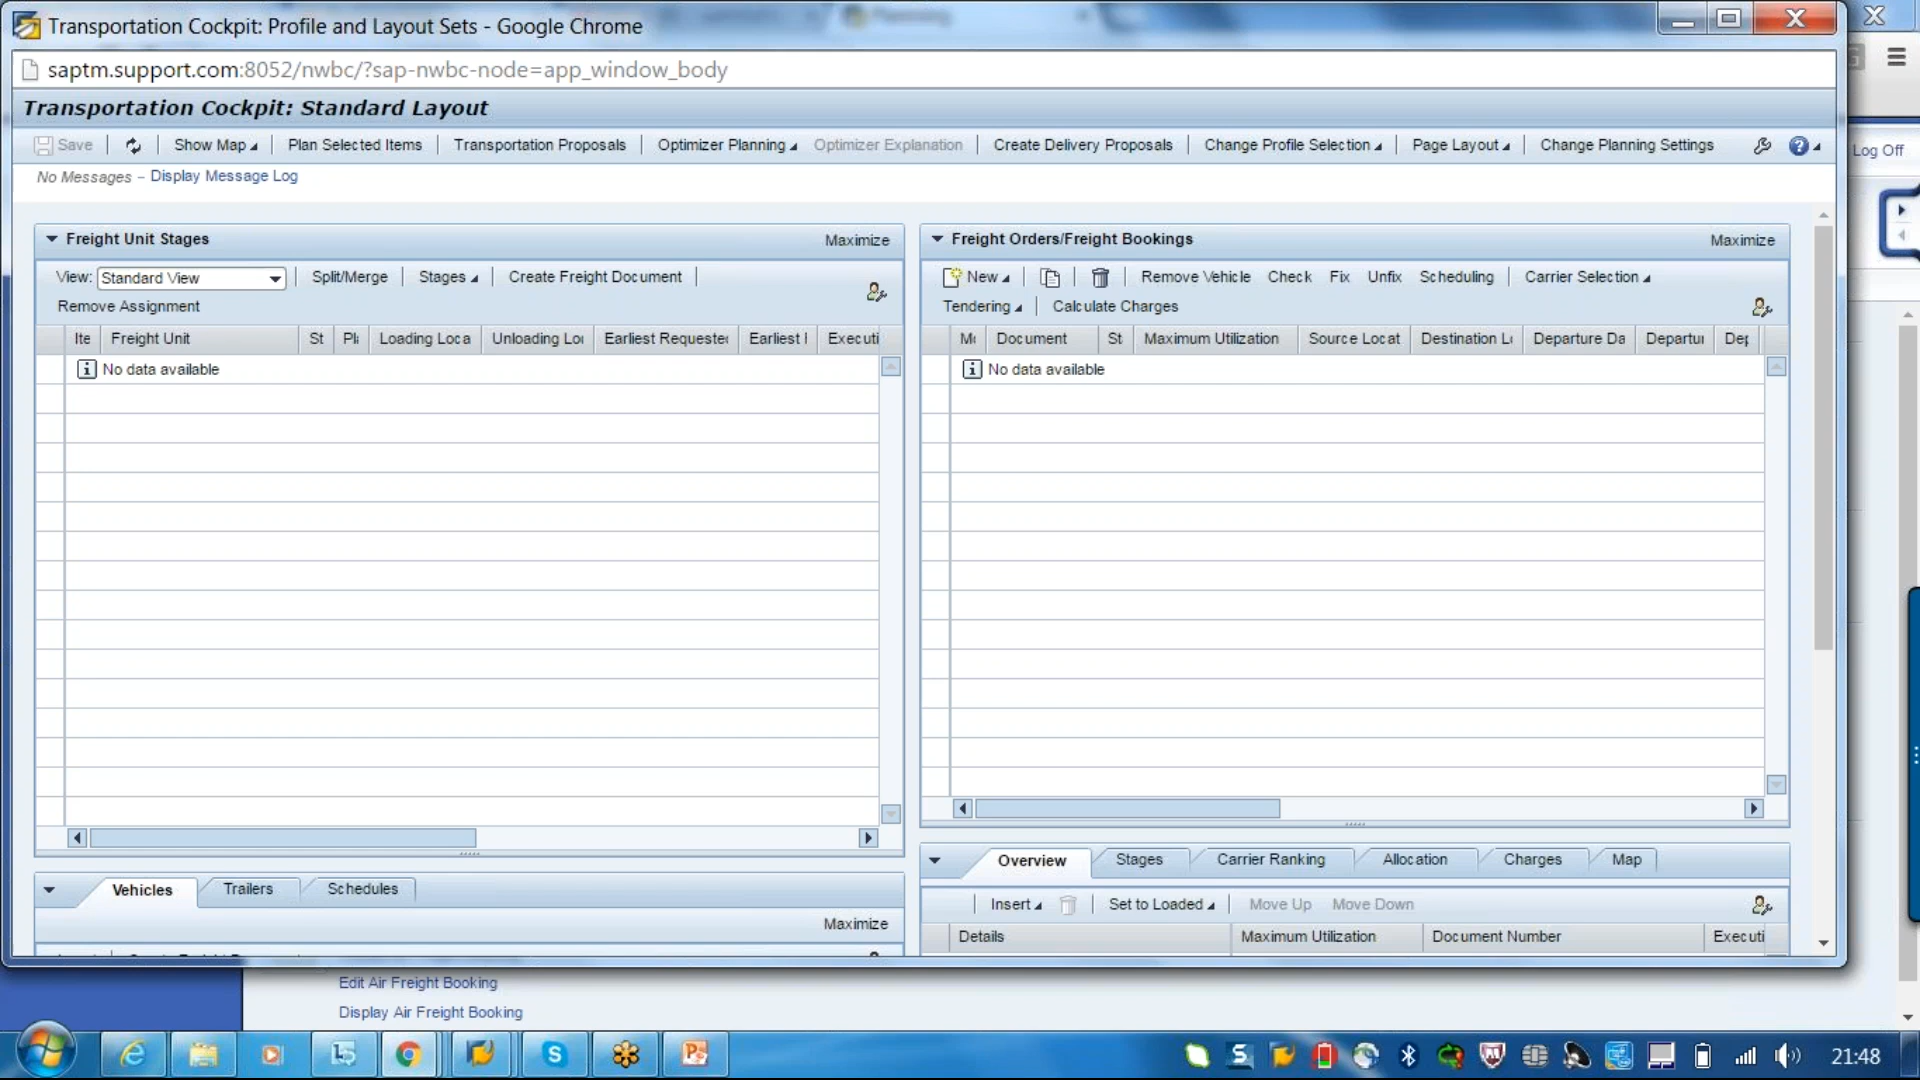 Transportation Cockpit: Profile and Layout Sets - Google Chrome
saptm.support.com:8052/nwbc/?sap-nwbc-node=app_window_body
Transportation Cockpit: Standard Layout
Save Show Map Plan Selected Items Transportation Proposals Optimizer Planning Optimizer Explanation Create Delivery Proposals Change Profile Selection Page Layout Change Planning Settings
Log Off
No Messages - Display Message Log
Freight Unit Stages Maximize
View: Standard View Split/Merge Stages Create Freight Document
Remove Assignment
Ite Freight Unit St Pl Loading Loca Unloading Loc Earliest Requeste Earliest Executi
No data available
Freight Orders/Freight Bookings Maximize
New Remove Vehicle Check Fix Unfix Scheduling Carrier Selection
Tendering Calculate Charges
Document St Maximum Utilization Source Locat Destination L Departure Da Departu Dep
No data available
Vehicles Trailers Schedules
Maximize
Overview Stages Carrier Ranking Allocation Charges Map
Insert Set to Loaded Move Up Move Down
Details Maximum Utilization Document Number Executi
Edit Air Freight Booking
Display Air Freight Booking
21:48